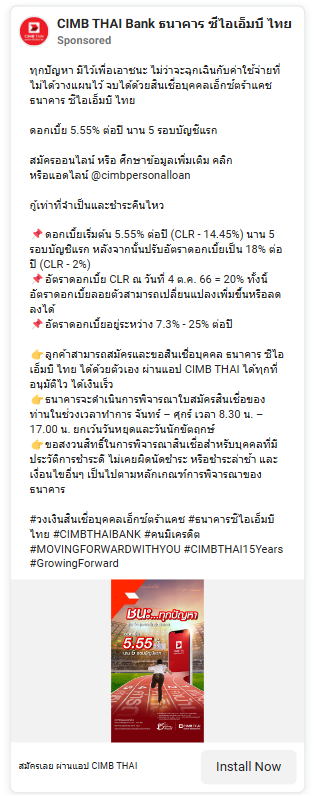 CIMB THAI Bank ธนาคาร ซีไอเอ็มบี ไทย
Sponsored
ทุกปัญหา มีไว้เพื่อเอาชนะ ไม่ว่าจะฉุกเฉินกับค่าใช้จ่ายที่
ไม่ได้วางแผนไว้ จบได้ด้วยสินเชื่อบุคคลเอ็กซ์ตร้าแคช
ธนาคาร ซีไอเอ็มบี ไทย
ดอกเบี้ย 5.55% ต่อปี นาน 5 รอบบัญชีแรก
สมัครออนไลน์ หรือ ศึกษาข้อมูลเพิ่มเติม คลิก
หรือแอดไลน์ @cimbpersonalloan
กู้เท่าที่จำเป็นและชำระคืนไหว
📌ดอกเบี้ยเริ่มต้น 5.55% ต่อปี (CLR - 14.45%) นาน 5
รอบบัญชีแรก หลังจากนั้นปรับอัตราดอกเบี้ยเป็น 18% ต่อ
ปี (CLR - 2%)
📌อัตราดอกเบี้ย CLR ณ วันที่ 4 ต.ค. 66 = 20% ทั้งนี้
อัตราดอกเบี้ยลอยตัวสามารถเปลี่ยนแปลงเพิ่มขึ้นหรือลด
ลงได้
📌อัตราดอกเบี้ยอยู่ระหว่าง 7.3% - 25% ต่อปี
👉ลูกค้าสามารถสมัครและขอสินเชื่อบุคคล ธนาคาร ซีไอ
เอ็มบี ไทย ได้ด้วยตัวเอง ผ่านแอป CIMB THAI ได้ทุกที่
อนุมัติไว ได้เงินเร็ว
👉ธนาคารจะดำเนินการพิจารณาใบสมัครสินเชื่อของ
ท่านในช่วงเวลาทำการ จันทร์ – ศุกร์ เวลา 8.30 น. –
17.00 น. ยกเว้นวันหยุดและวันนักขัตฤกษ์
👉ขอสงวนสิทธิ์ในการพิจารณาสินเชื่อสำหรับบุคคลที่มี
ประวัติการชำระดี ไม่เคยผิดนัดชำระ หรือชำระล่าช้า และ
เงื่อนไขอื่นๆ เป็นไปตามหลักเกณฑ์การพิจารณาของ
ธนาคาร
#วงเงินสินเชื่อบุคคลเอ็กซ์ตร้าแคช #ธนาคารซีไอเอ็มบี
ไทย #CIMBTHAIBANK #คนมีเครดิต
#MOVINGFORWARDWITHYOU #CIMBTHAI15Years
#GrowingForward
ชนะ...ทุกปัญหา
5.55
CIMB THAI
สมัครเลย ผ่านแอป CIMB THAI
Install Now